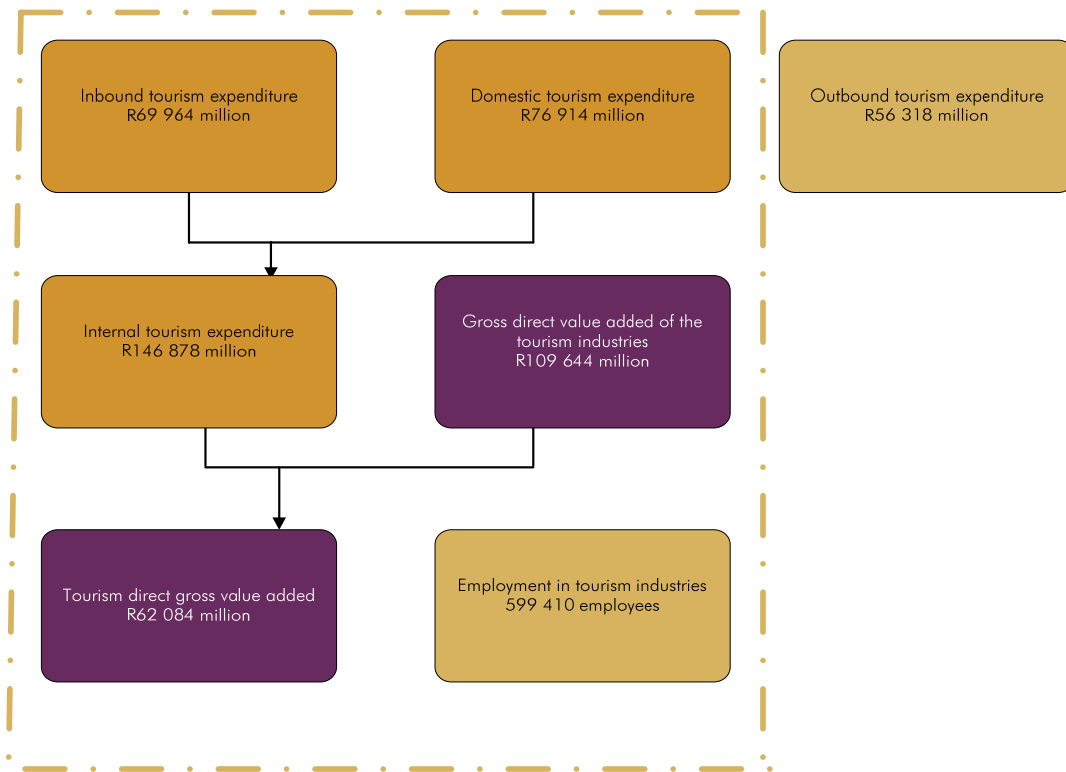 Inbound tourism expenditure
R69 964 million
Domestic tourism expenditure
R76 914 million
Outbound tourism expenditure
R56 318 million
Internal tourism expenditure
R146 878 million
Gross direct value added of the
tourism industries
R109 644 million
Tourism direct gross value added
R62 084 million
Employment in tourism industries
599 410 employees